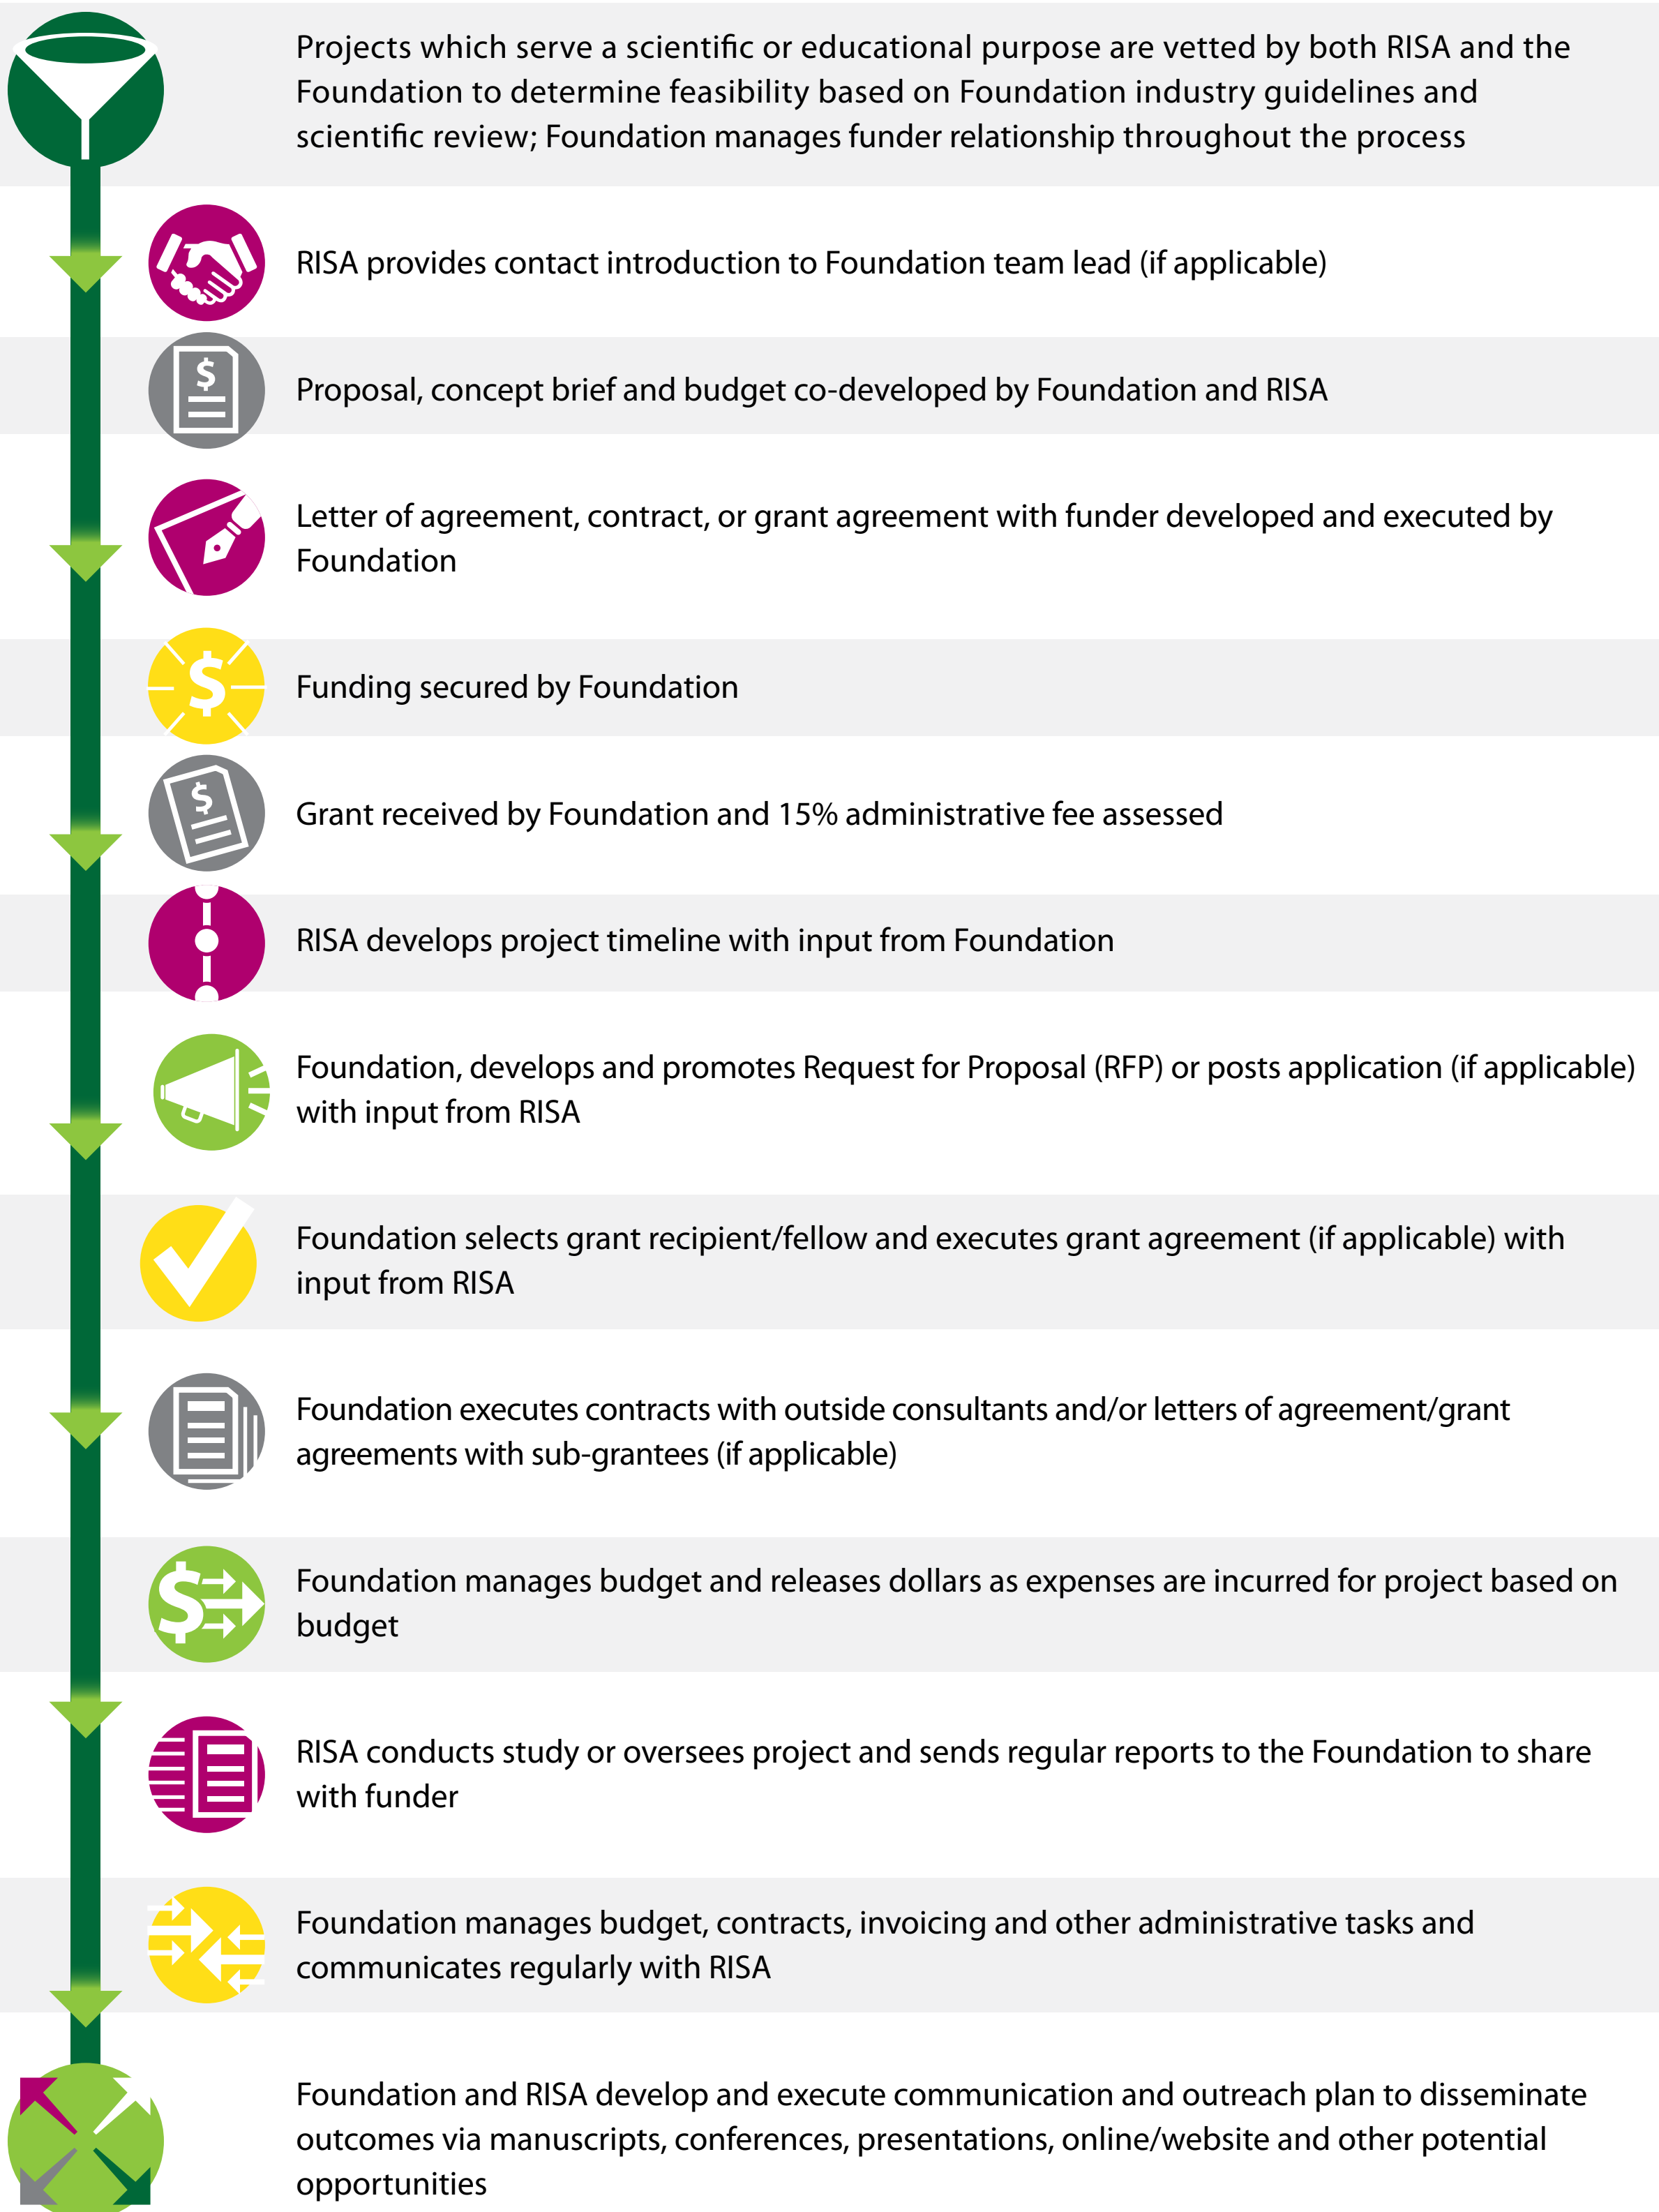 Projects which serve a scientific or educational purpose are vetted by both RISA and the
Foundation to determine feasibility based on Foundation industry guidelines and
scientific review; Foundation manages funder relationship throughout the process
RISA provides contact introduction to Foundation team lead (if applicable)
$
Proposal, concept brief and budget co-developed by Foundation and RISA
Letter of agreement, contract, or grant agreement with funder developed and executed by
Foundation
$
Funding secured by Foundation
$
Grant received by Foundation and 15% administrative fee assessed
RISA develops project timeline with input from Foundation
Foundation, develops and promotes Request for Proposal (RFP) or posts application (if applicable)
with input from RISA
Foundation selects grant recipient/fellow and executes grant agreement (if applicable) with
input from RISA
Foundation executes contracts with outside consultants and/or letters of agreement/grant
agreements with sub-grantees (if applicable)
$
Foundation manages budget and releases dollars as expenses are incurred for project based on
budget
RISA conducts study or oversees project and sends regular reports to the Foundation to share
with funder
Foundation manages budget, contracts, invoicing and other administrative tasks and
communicates regularly with RISA
Foundation and RISA develop and execute communication and outreach plan to disseminate
outcomes via manuscripts, conferences, presentations, online/website and other potential
opportunities